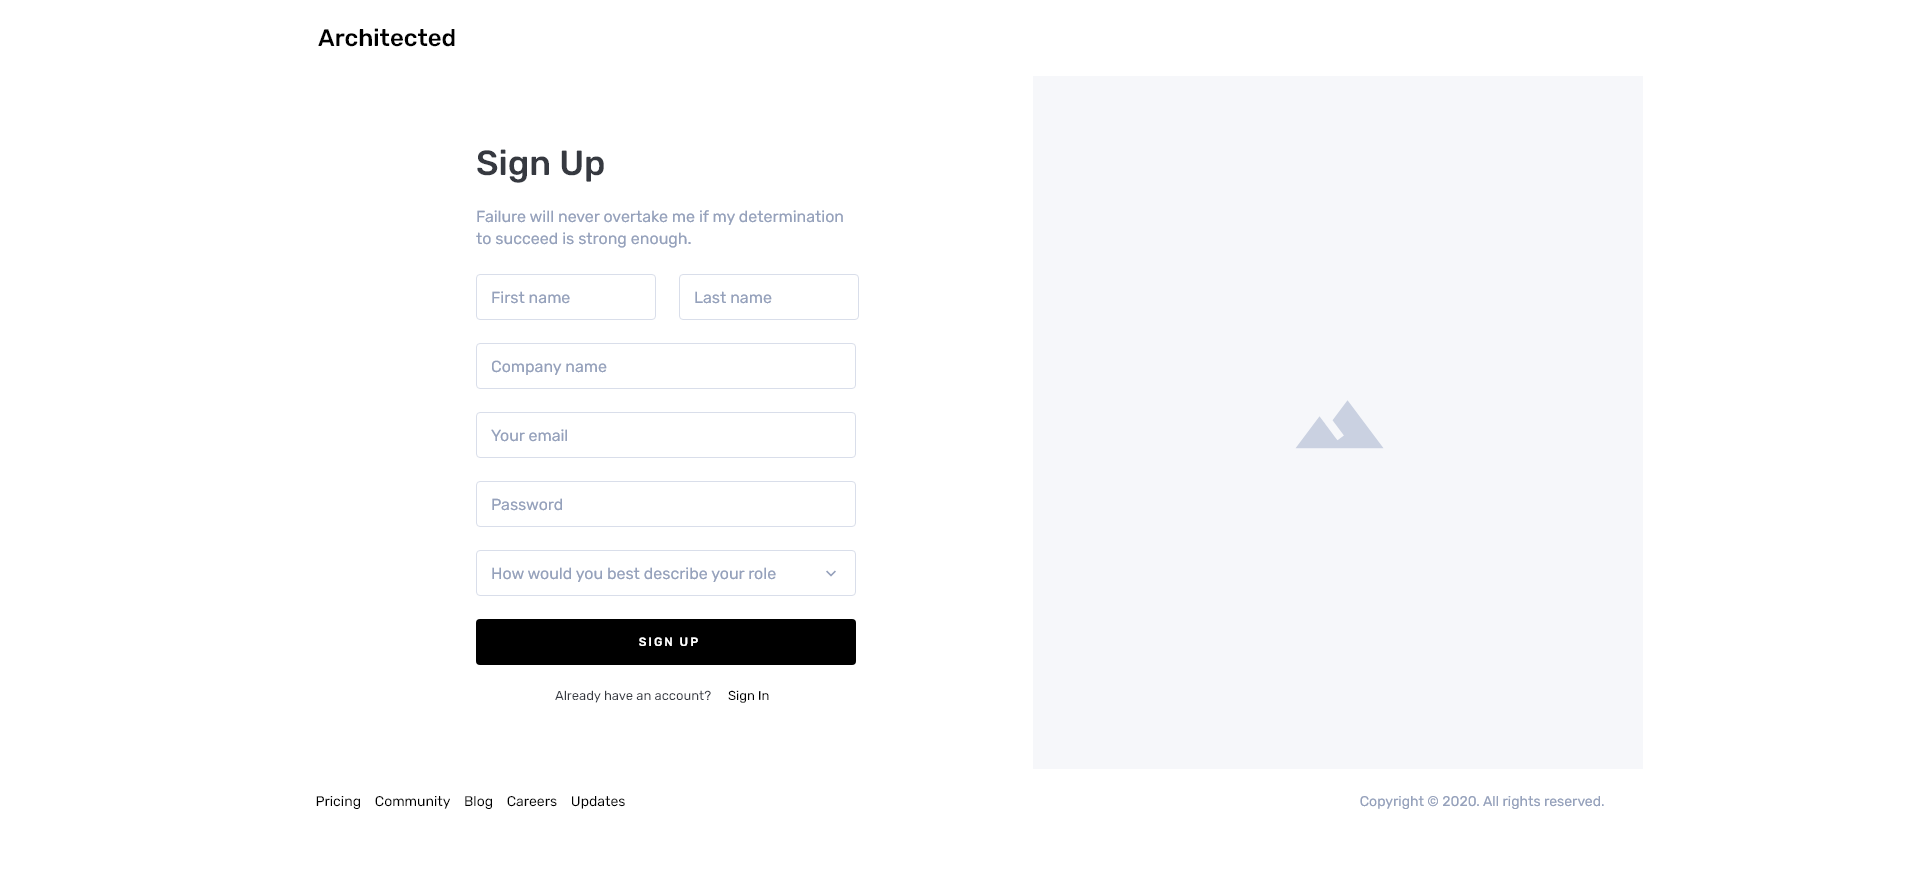 Architected
Sign Up
Failure will never overtake me if my determination
to succeed is strong enough.
First name
Last name
Company name
Your email
Password
How would you best describe your role
SIGN UP
Already have an account? Sign In
Pricing Community Blog Careers Updates
Copyright © 2020. All rights reserved.